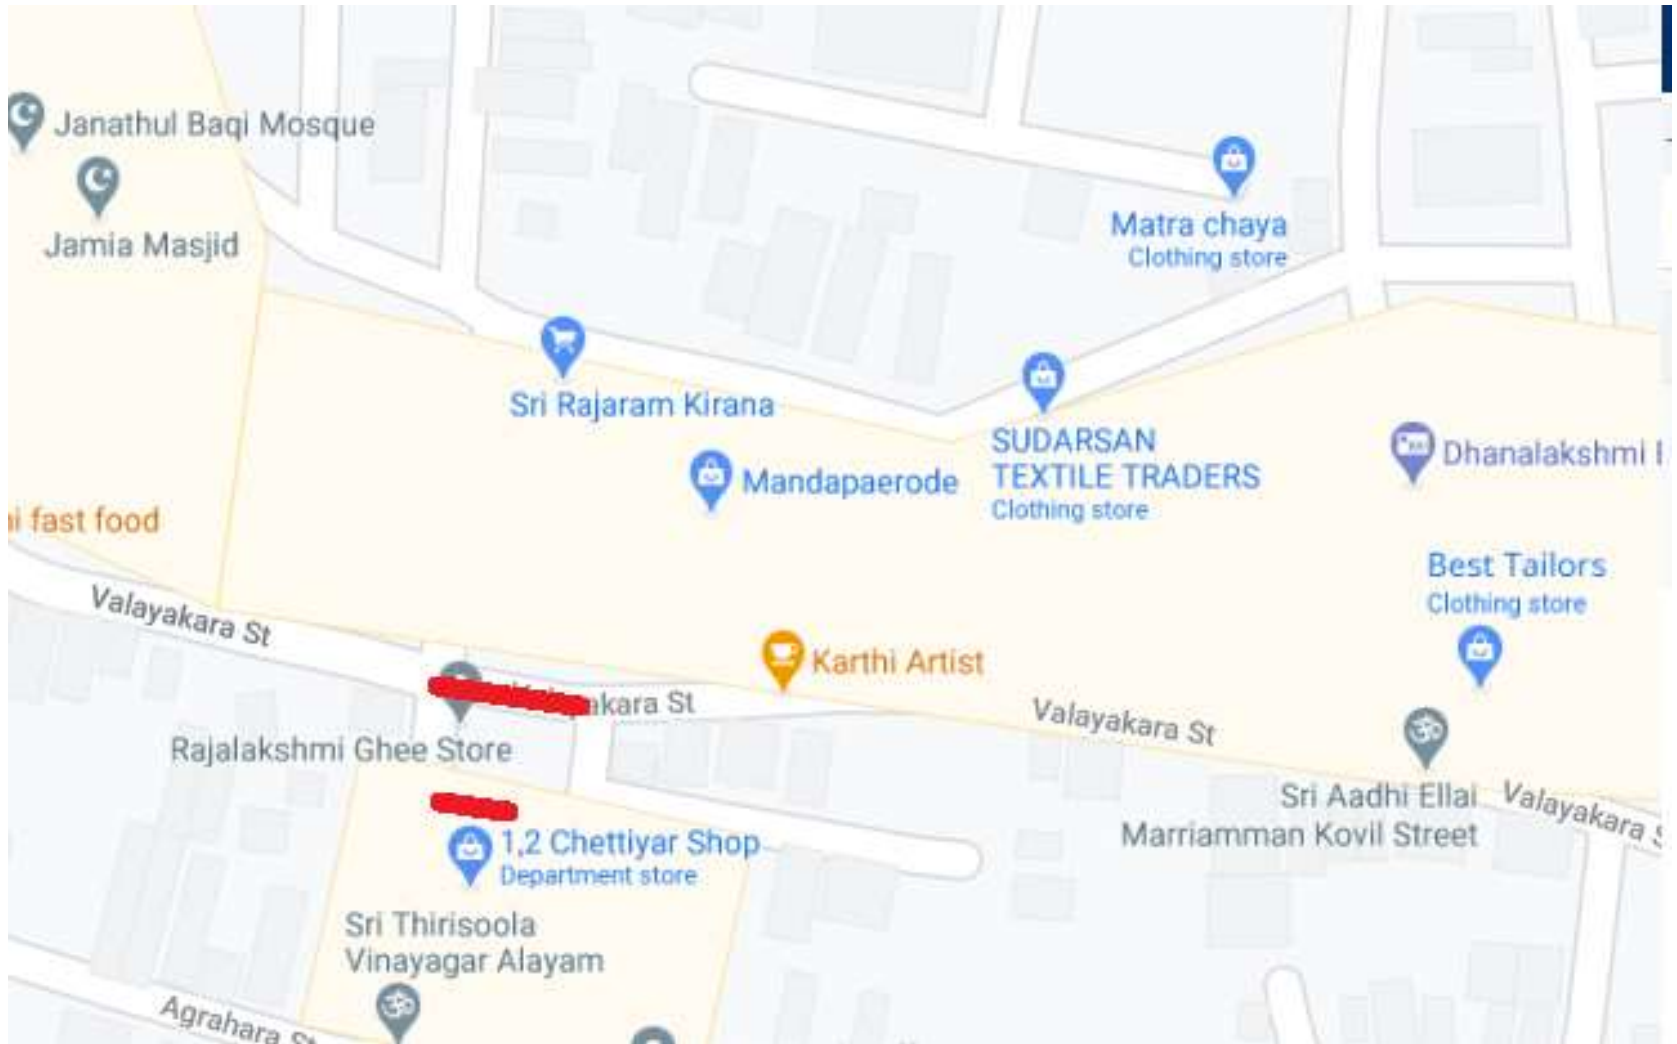 Janathul Baqi Mosque
Jamia Masjid
Matra chaya
Clothing store
Sri Rajaram Kirana
Mandapaerode
SUDARSAN
TEXTILE TRADERS
Clothing store
Dhanalakshmi
fast food
Best Tailors
Clothing store
Valayakara St
Karthi Artist
akara St
Valayakara St
Rajalakshmi Ghee Store
Sri Aadhi Ellai
Marriamman Kovil Street
Valayakara S
1,2 Chettiyar Shop
Department store
Sri Thirisoola
Vinayagar Alayam
Agrahara St